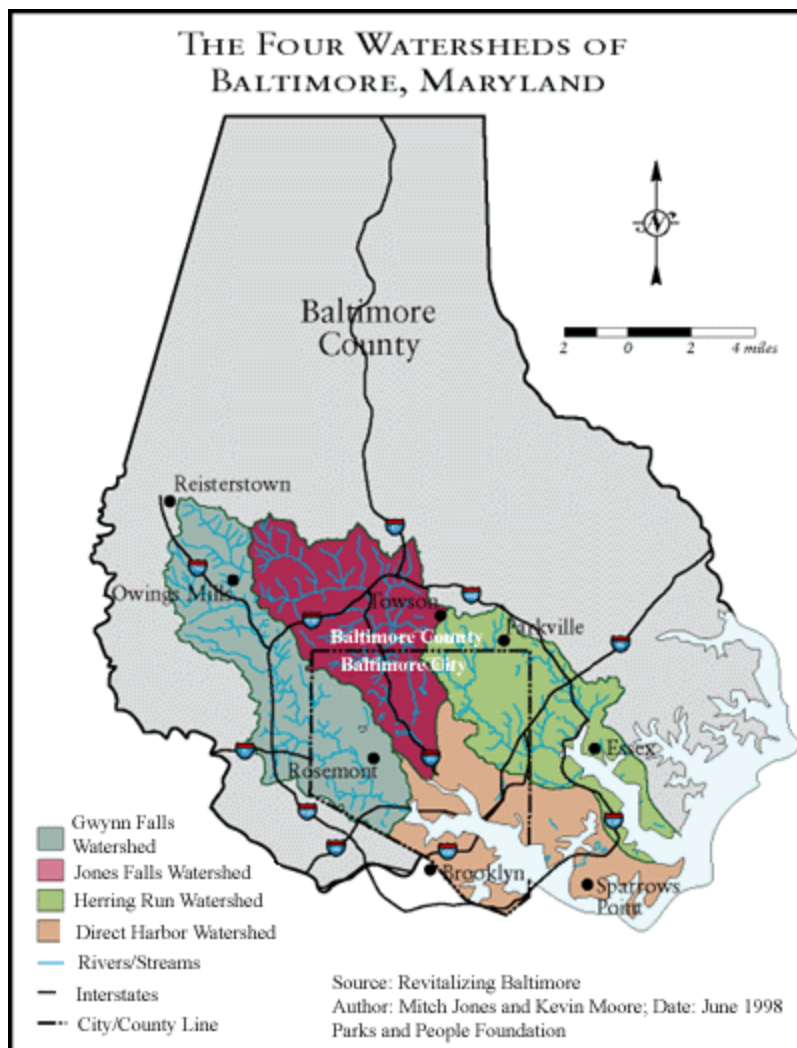 THE FOUR WATERSHEDS OF
BALTIMORE, MARYLAND
N
Baltimore
County
2 0 2 4 miles
Reisterstown
Owings Mills
Towson
Parkville
Baltimore County
Baltimore City
Essex
Rosemont
Brooklyn
Sparrows
Point
Gwynn Falls
Watershed
Jones Falls Watershed
Herring Run Watershed
Direct Harbor Watershed
Rivers/Streams
Interstates
City/County Line
Source: Revitalizing Baltimore
Author: Mitch Jones and Kevin Moore; Date: June 1998
Parks and People Foundation